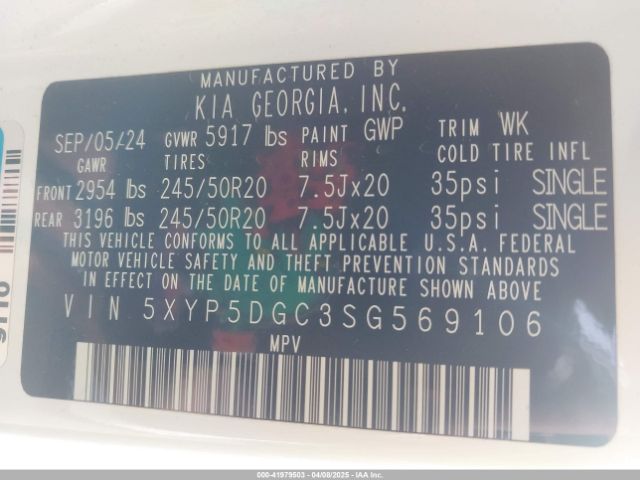 MANUFACTURED BY
KIA GEORGIA, INC.
SEP/05/24 GVWR 5917 lbs PAINT GWP TRIM WK
GAWR TIRES RIMS COLD TIRE INFL
FRONT 2954 lbs 245/50R20 7.5Jx20 35psi SINGLE
REAR 3196 lbs 245/50R20 7.5Jx20 35psi SINGLE
THIS VEHICLE CONFORMS TO ALL APPLICABLE U.S.A. FEDERAL
MOTOR VEHICLE SAFETY AND THEFT PREVENTION STANDARDS
IN EFFECT ON THE DATE OF MANUFACTURE SHOWN ABOVE
VIN 5XYP5DGC3SG569106
MPV
000-41979503 - 04/08/2025 - IAA Inc.